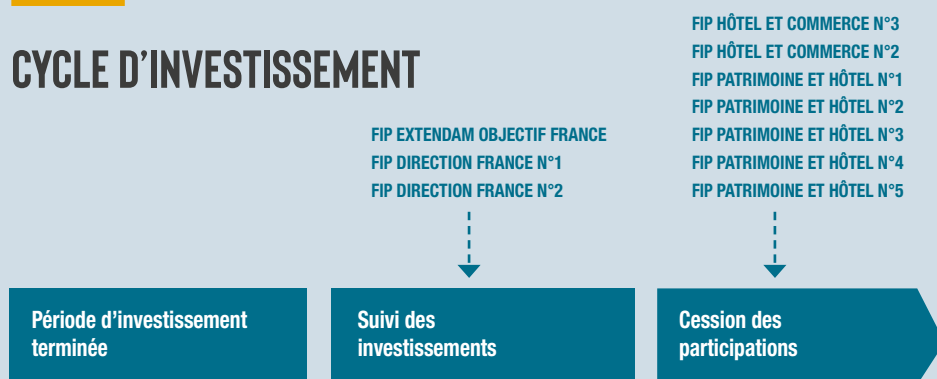 CYCLE D'INVESTISSEMENT
FIP EXTENDAM OBJECTIF FRANCE
FIP DIRECTION FRANCE N°1
FIP DIRECTION FRANCE N°2
FIP HÔTEL ET COMMERCE N°3
FIP HÔTEL ET COMMERCE N°2
FIP PATRIMOINE ET HÔTEL N°1
FIP PATRIMOINE ET HÔTEL N°2
FIP PATRIMOINE ET HÔTEL N°3
FIP PATRIMOINE ET HÔTEL N°4
FIP PATRIMOINE ET HÔTEL N°5
Période d'investissement
terminée
Suivi des
investissements
Cession des
participations